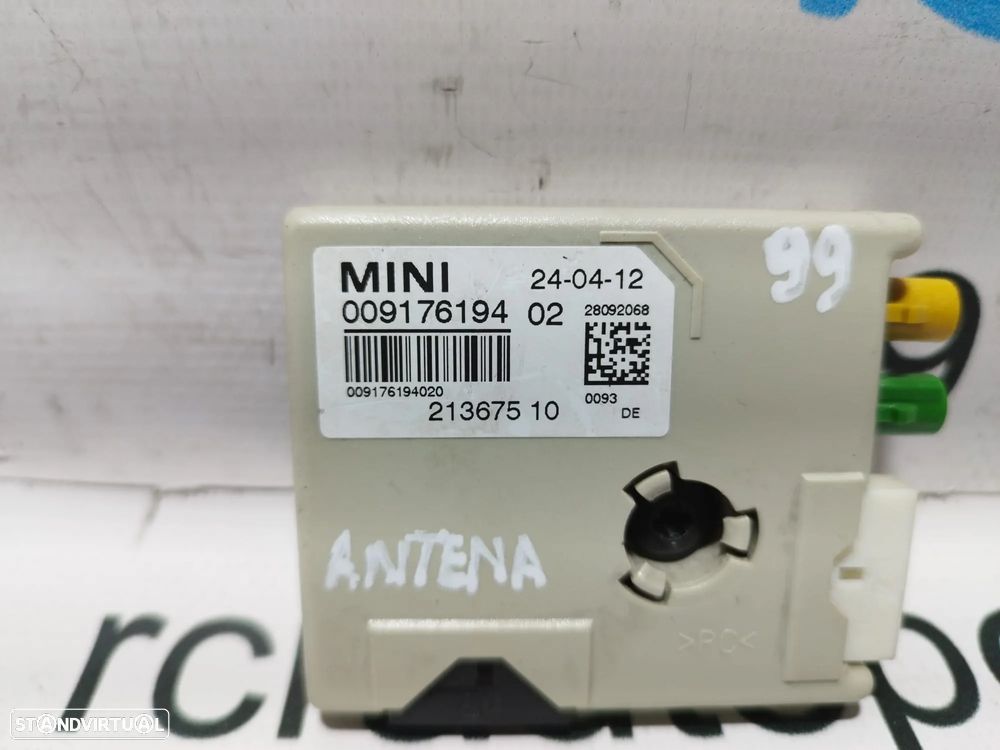 MINI 24-04-12
009176194 02 28092068
009176194020
0093
213675 10 DE
99
ANTENA
>PC<
STANDVIRTUAL